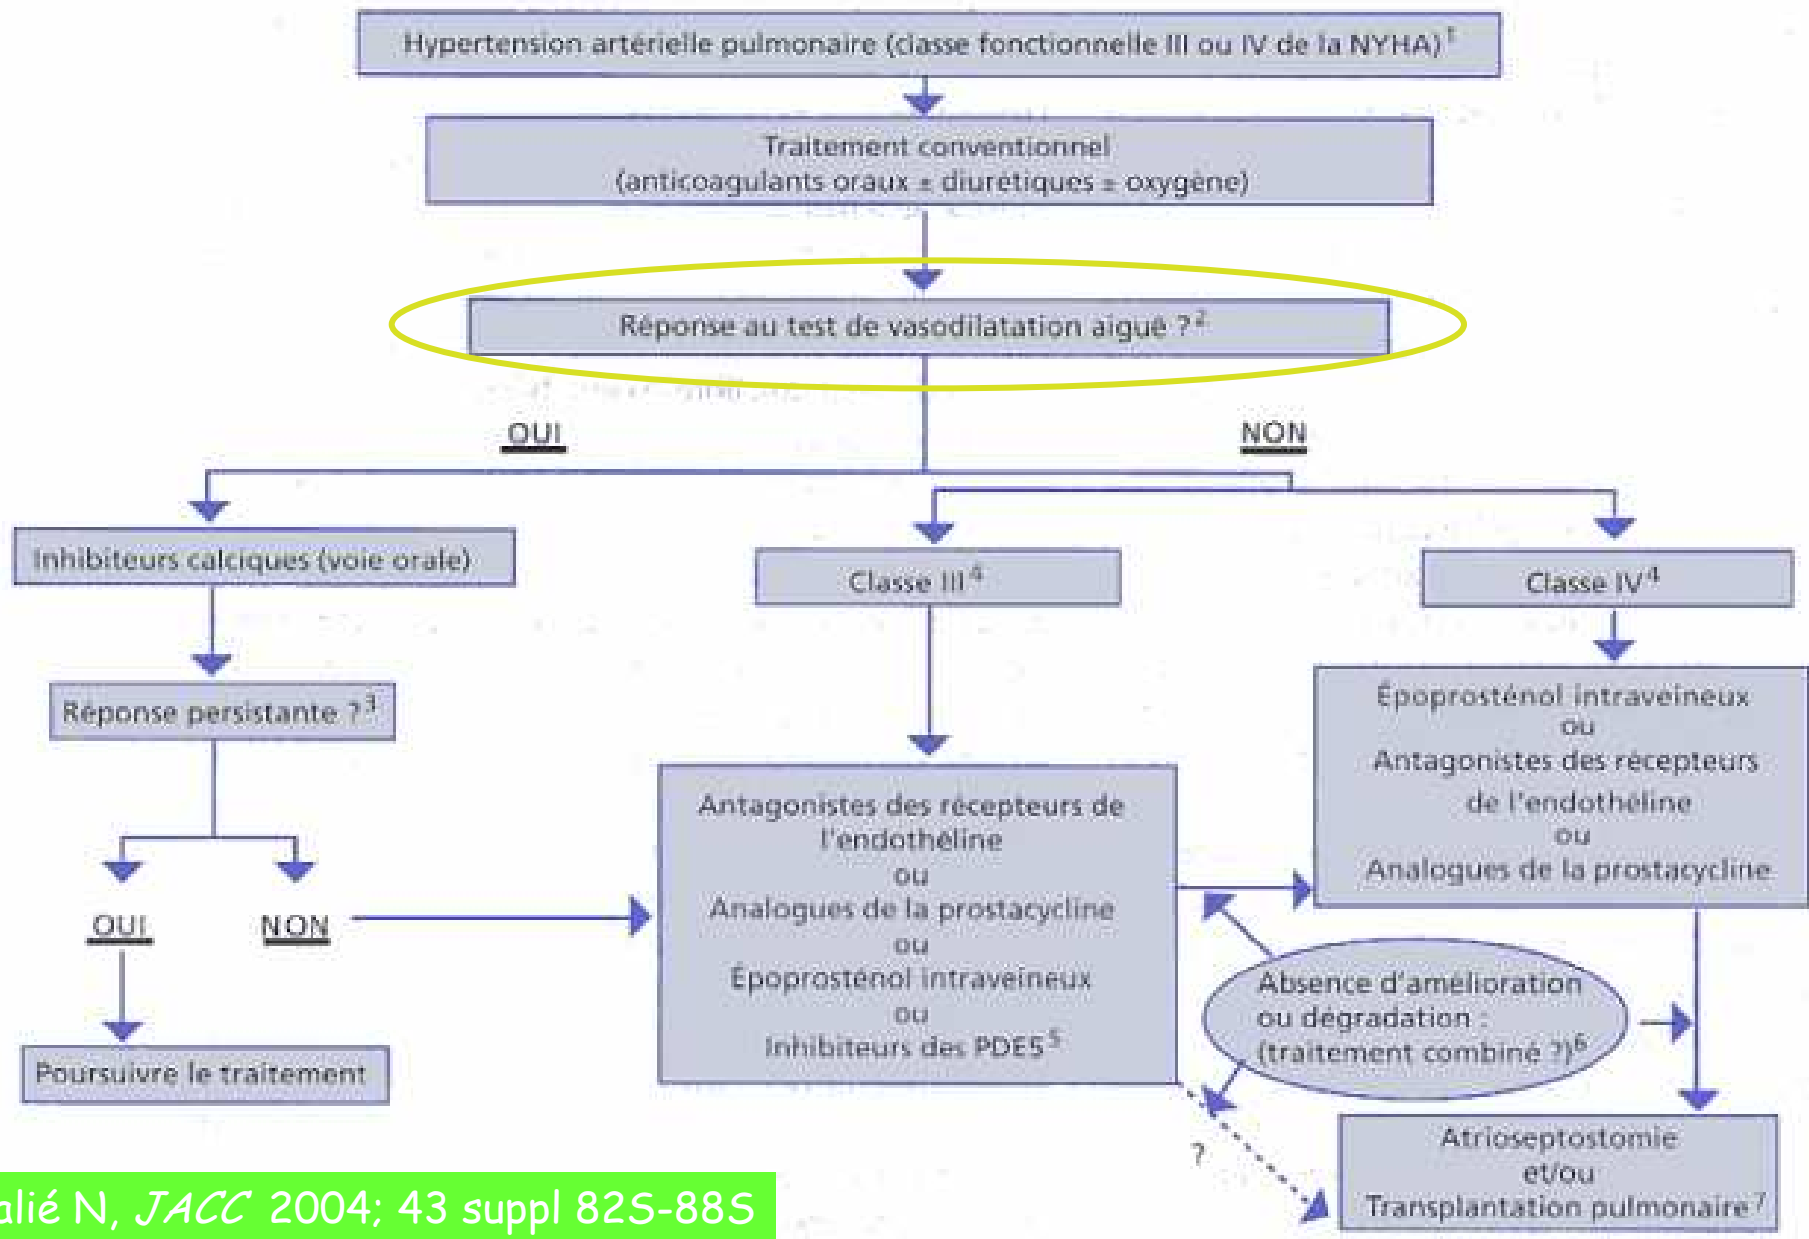 Hypertension artérielle pulmonaire (classe fonctionnelle III ou IV de la NYHA)¹
Traitement conventionnel
(anticoagulants oraux ± diurétiques ± oxygène)
Réponse au test de vasodilatation aiguë ?²
OUI
NON
Inhibiteurs calciques (voie orale)
Classe III⁴
Classe IV⁴
Réponse persistante ?³
OUI
NON
Poursuivre le traitement
Antagonistes des récepteurs de
l'endothéline
ou
Analogues de la prostacycline
ou
Époprosténol intraveineux
ou
Inhibiteurs des PDE5⁵
Époprosténol intraveineux
ou
Antagonistes des récepteurs
de l'endothéline
ou
Analogues de la prostacycline
Absence d'amélioration
ou dégradation :
(traitement combiné ?)⁶
?
Atrioseptostomie
et/ou
Transplantation pulmonaire⁷
alié N, JACC 2004; 43 suppl 82S-88S